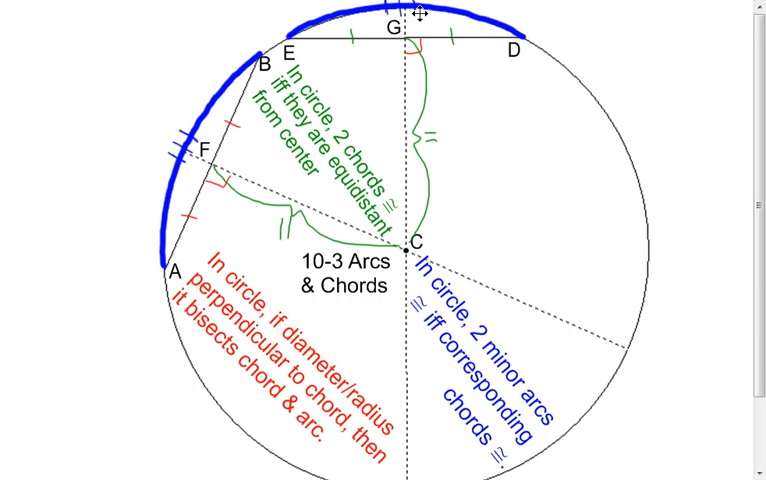 G
E
D
B
In circle, 2 chords ≅
iff they are equidistant
from center
F
C
10-3 Arcs
& Chords
A
In circle, if diameter/radius
perpendicular to chord, then
it bisects chord & arc.
In circle, 2 minor arcs
≅ iff corresponding
chords ≅.